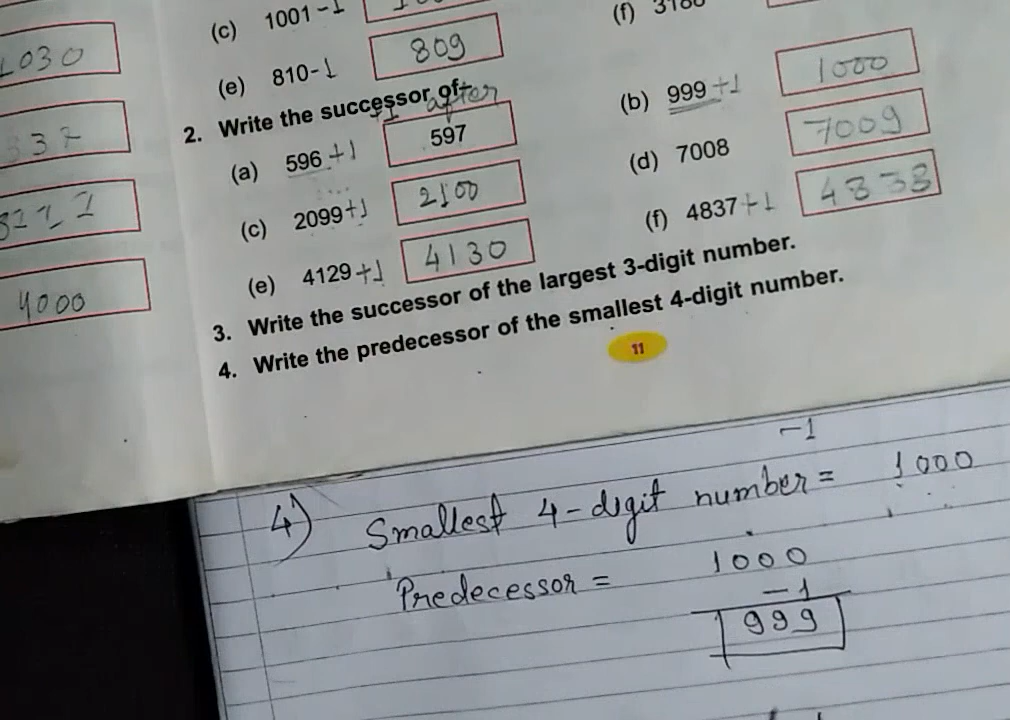 (c) 1001 -1
(f)
1030
(e) 810-1 809
2. Write the successor of:
after
(a) 596 +1 597
(b) 999 +1 1000
(c) 2099 +1 2100
(d) 7008 7009
(e) 4129 +1 4130
(f) 4837 +1 4838
4000
3. Write the successor of the largest 3-digit number.
4. Write the predecessor of the smallest 4-digit number.
11
-1
4) Smallest 4-digit number = 1000
Predecessor = 1000
-1
999